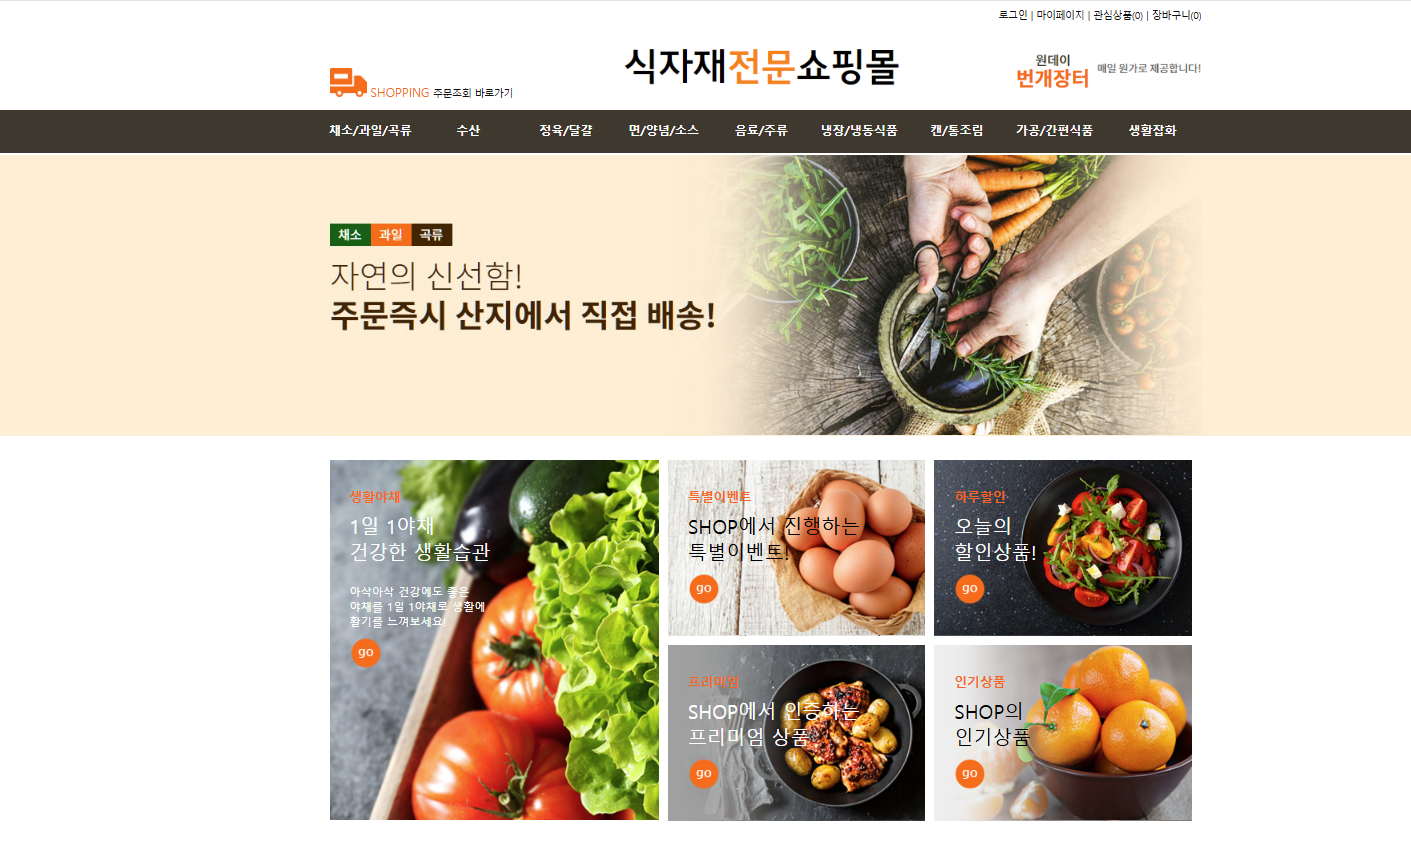 로그인 | 마이페이지 | 관심상품(0) | 장바구니(0)
식자재전문쇼핑몰
원데이
번개장터
매일 원가로 제공합니다!
SHOPPING 주문조회 바로가기
채소/과일/곡류 수산 정육/달걀 면/양념/소스 음료/주류 냉장/냉동식품 캔/통조림 가공/간편식품 생활잡화
채소 과일 곡류
자연의 신선함!
주문즉시 산지에서 직접 배송!
생활야채
1일 1야재
건강한 생활습관
아삭아삭 건강에도 좋은
야채를 1일 1야채로 생활에
활기를 느껴보세요!
go
특별이벤트
SHOP에서 진행하는
특별이벤트!
go
하루할인
오늘의
할인상품!
go
프리미엄
SHOP에서 인증하는
프리미엄 상품
go
인기상품
SHOP의
인기상품
go